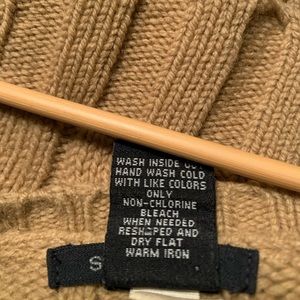 WASH INSIDE OUT
HAND WASH COLD
WITH LIKE COLORS
ONLY
NON-CHLORINE
BLEACH
WHEN NEEDED
RESHAPED AND
DRY FLAT
WARM IRON
S